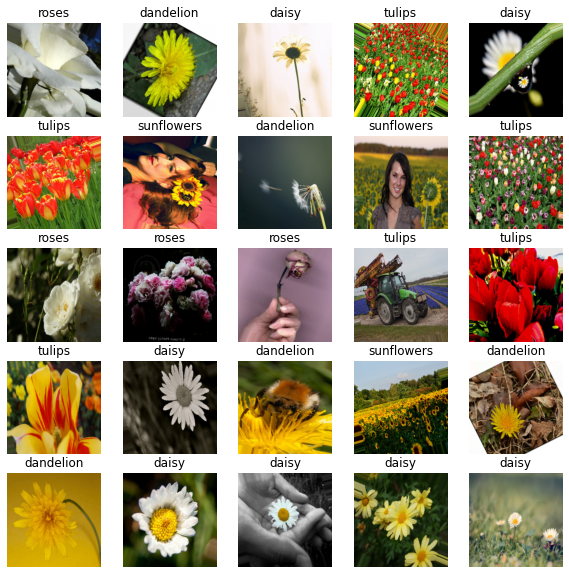 roses dandelion daisy tulips daisy
tulips sunflowers dandelion sunflowers tulips
roses roses roses tulips tulips
tulips daisy dandelion sunflowers dandelion
dandelion daisy daisy daisy daisy